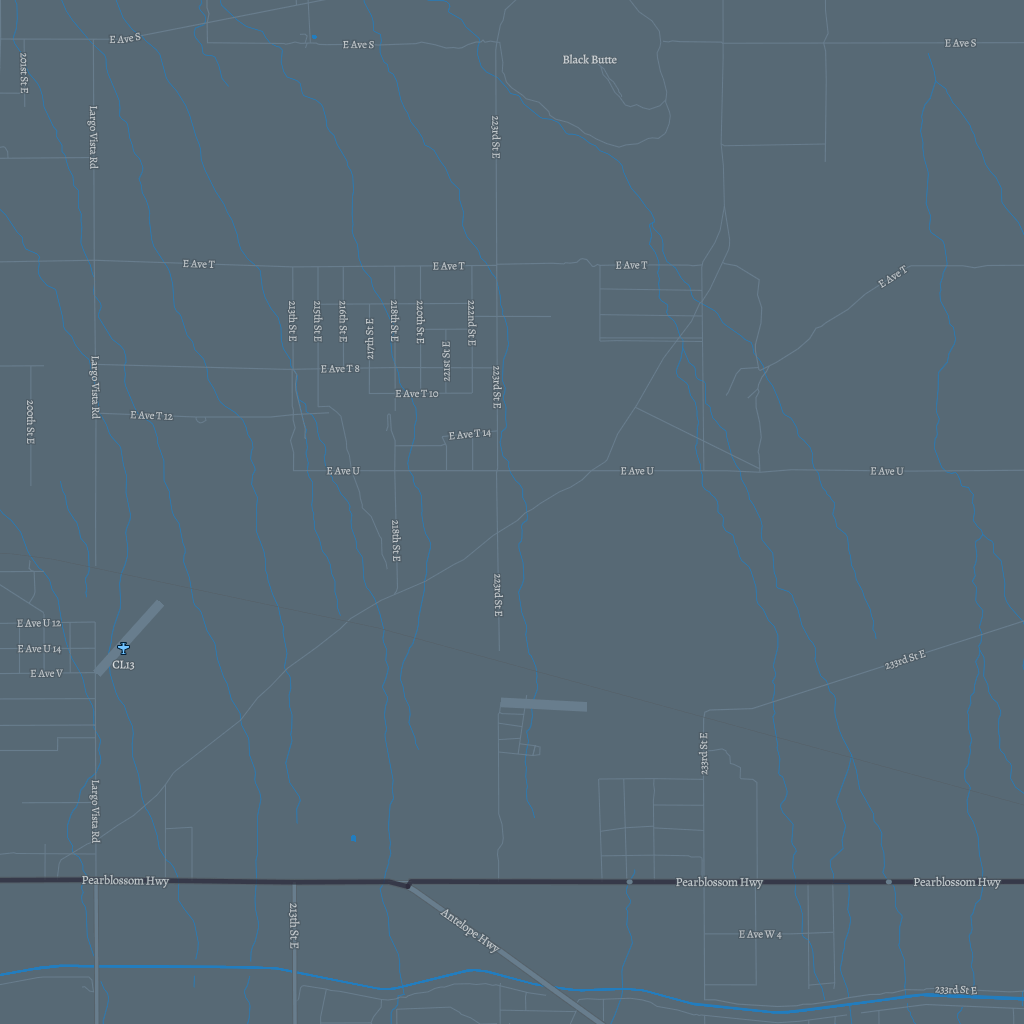 E Ave S
E Ave S
E Ave S
Black Butte
201st St E
Largo Vista Rd
223rd St E
E Ave T
E Ave T
E Ave T
E Ave T
213th St E
215th St E
216th St E
217th St E
218th St E
220th St E
221st St E
222nd St E
E Ave T 8
223rd St E
Largo Vista Rd
E Ave T 10
200th St E
E Ave T 12
E Ave T 14
E Ave U
E Ave U
E Ave U
218th St E
223rd St E
E Ave U 12
E Ave U 14
CL13
E Ave V
233rd St E
233rd St E
Largo Vista Rd
Pearblossom Hwy
Pearblossom Hwy
Pearblossom Hwy
213th St E
Antelope Hwy
E Ave W 4
233rd St E